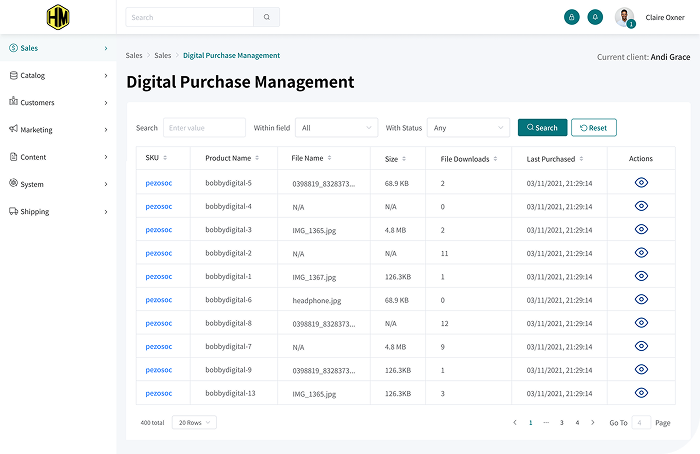 HM
Search
1
Claire Oxner
Sales
Catalog
Customers
Marketing
Content
System
Shipping
Sales > Sales > Digital Purchase Management
Current client: Andi Grace
Digital Purchase Management
Search Enter value Within field All With Status Any Search Reset
SKU Product Name File Name Size File Downloads Last Purchased Actions
pezosoc bobbydigital-5 0398819_8328373... 68.9 KB 2 03/11/2021, 21:29:14
pezosoc bobbydigital-4 N/A N/A 0 03/11/2021, 21:29:14
pezosoc bobbydigital-3 IMG_1365.jpg 4.8 MB 2 03/11/2021, 21:29:14
pezosoc bobbydigital-2 N/A N/A 11 03/11/2021, 21:29:14
pezosoc bobbydigital-1 IMG_1367.jpg 126.3KB 1 03/11/2021, 21:29:14
pezosoc bobbydigital-6 headphone.jpg 68.9 KB 0 03/11/2021, 21:29:14
pezosoc bobbydigital-8 0398819_8328373... N/A 12 03/11/2021, 21:29:14
pezosoc bobbydigital-7 N/A 4.8 MB 9 03/11/2021, 21:29:14
pezosoc bobbydigital-9 0398819_8328373... 126.3KB 1 03/11/2021, 21:29:14
pezosoc bobbydigital-13 IMG_1365.jpg 126.3KB 3 03/11/2021, 21:29:14
400 total 20 Rows < 1 ··· 3 4 > Go To 4 Page